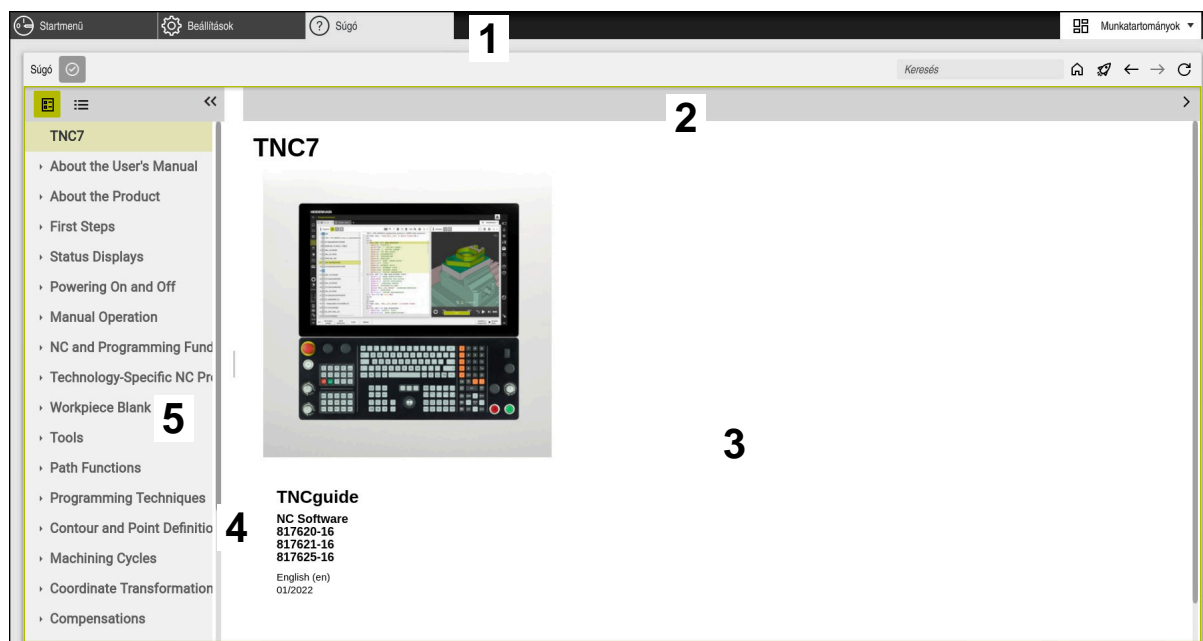 Startmenü
Beállítások
Súgó
Munkatartományok
1
Súgó
Keresés
2
TNC7
About the User's Manual
About the Product
First Steps
Status Displays
Powering On and Off
Manual Operation
NC and Programming Fund
Technology-Specific NC Pr
Workpiece Blank
Tools
Path Functions
Programming Techniques
Contour and Point Definitio
Machining Cycles
Coordinate Transformation
Compensations
5
4
TNC7
HEIDENHAIN
3
TNCguide
NC Software
817620-16
817621-16
817625-16
English (en)
01/2022